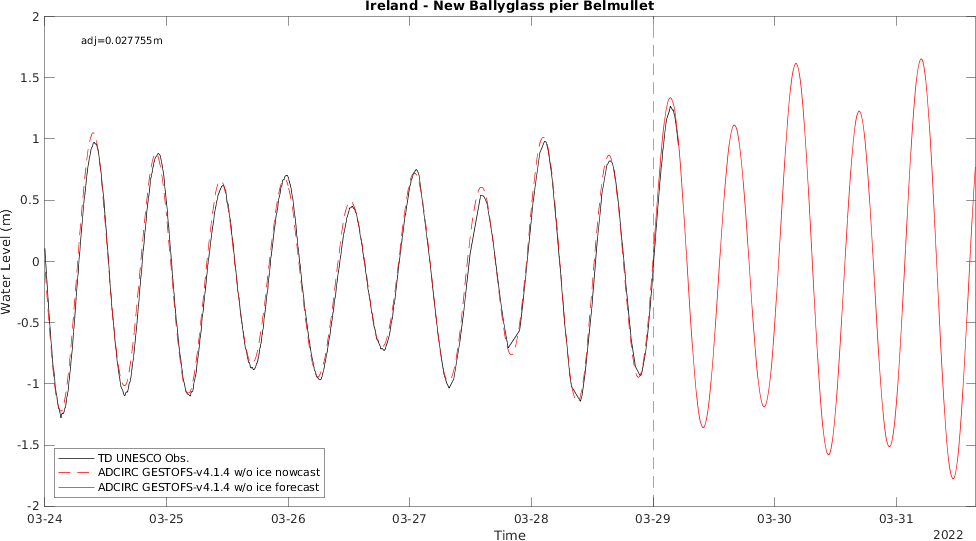 Ireland - New Ballyglass pier Belmullet
adj=0.027755m
2
1.5
1
0.5
0
-0.5
-1
-1.5
-2
Water Level (m)
TD UNESCO Obs.
ADCIRC GESTOFS-v4.1.4 w/o ice nowcast
ADCIRC GESTOFS-v4.1.4 w/o ice forecast
03-24 03-25 03-26 03-27 03-28 03-29 03-30 03-31
Time
2022